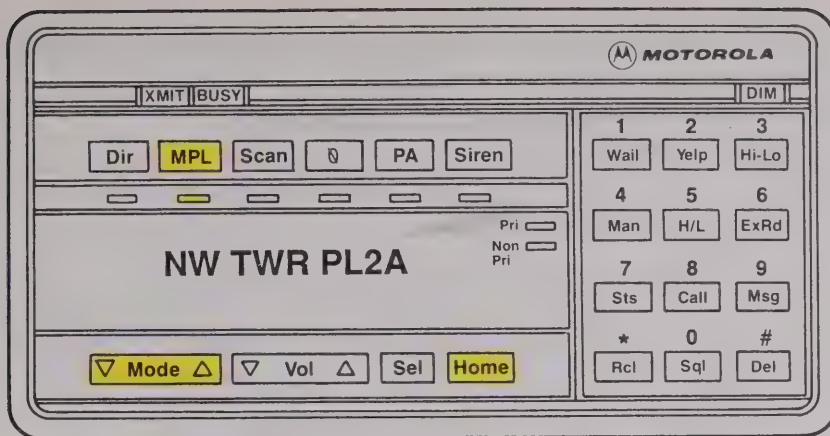 MOTOROLA
XMIT BUSY DIM
Dir MPL Scan PA Siren
Pri
Non
Pri
NW TWR PL2A
Mode Vol Sel Home
1 2 3
Wail Yelp Hi-Lo
4 5 6
Man H/L ExRd
7 8 9
Sts Call Msg
* 0 #
Rcl Sql Del